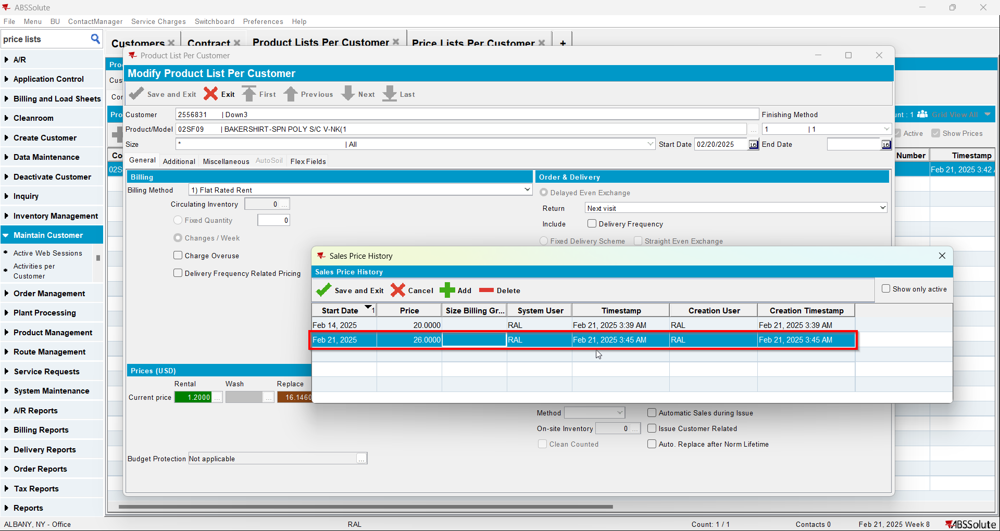 ABSSolute
File Menu BU ContactManager Service Charges Switchboard Preferences Help
price lists
Customers Contract Product Lists Per Customer Price Lists Per Customer +
A/R
Application Control
Billing and Load Sheets
Cleanroom
Create Customer
Data Maintenance
Deactivate Customer
Inquiry
Inventory Management
Maintain Customer
Active Web Sessions
Activities per
Customer
Order Management
Plant Processing
Product Management
Route Management
Service Requests
System Maintenance
A/R Reports
Billing Reports
Delivery Reports
Order Reports
Tax Reports
Reports
Product List Per Customer
Modify Product List Per Customer
Save and Exit Exit First Previous Next Last
Customer 2556831 | Down3 Finishing Method
Product/Model 02SF09 | BAKERSHIRT-SPN POLY S/C V-NK(1 ... 1 | 1
Size * | All Start Date 02/20/2025 16 End Date 16
General Additional Miscellaneous AutoSoil Flex Fields
Billing
Billing Method 1) Flat Rated Rent
Circulating Inventory 0 ...
Fixed Quantity 0
Changes / Week
Charge Overuse
Delivery Frequency Related Pricing
Order & Delivery
Delayed Even Exchange
Return Next visit
Include Delivery Frequency
Fixed Delivery Scheme Straight Even Exchange
Grid View All
Active Show Prices
Number Timestamp
Feb 21, 2025 3:42
Sales Price History
Sales Price History
Save and Exit Cancel Add Delete Show only active
Start Date 1 Price Size Billing Gr... System User Timestamp Creation User Creation Timestamp
Feb 14, 2025 20.0000 RAL Feb 21, 2025 3:39 AM RAL Feb 21, 2025 3:39 AM
Feb 21, 2025 26.0000 RAL Feb 21, 2025 3:45 AM RAL Feb 21, 2025 3:45 AM
Prices (USD)
Rental Wash Replace
Current price 1.2000 ... ... 16.1460
Method Automatic Sales during Issue
On-site Inventory 0 ... Issue Customer Related
Clean Counted Auto. Replace after Norm Lifetime
Budget Protection Not applicable ...
ALBANY, NY - Office RAL Count: 1 / 1 Contacts 0 Feb 21, 2025 Week 8 ABSSolute